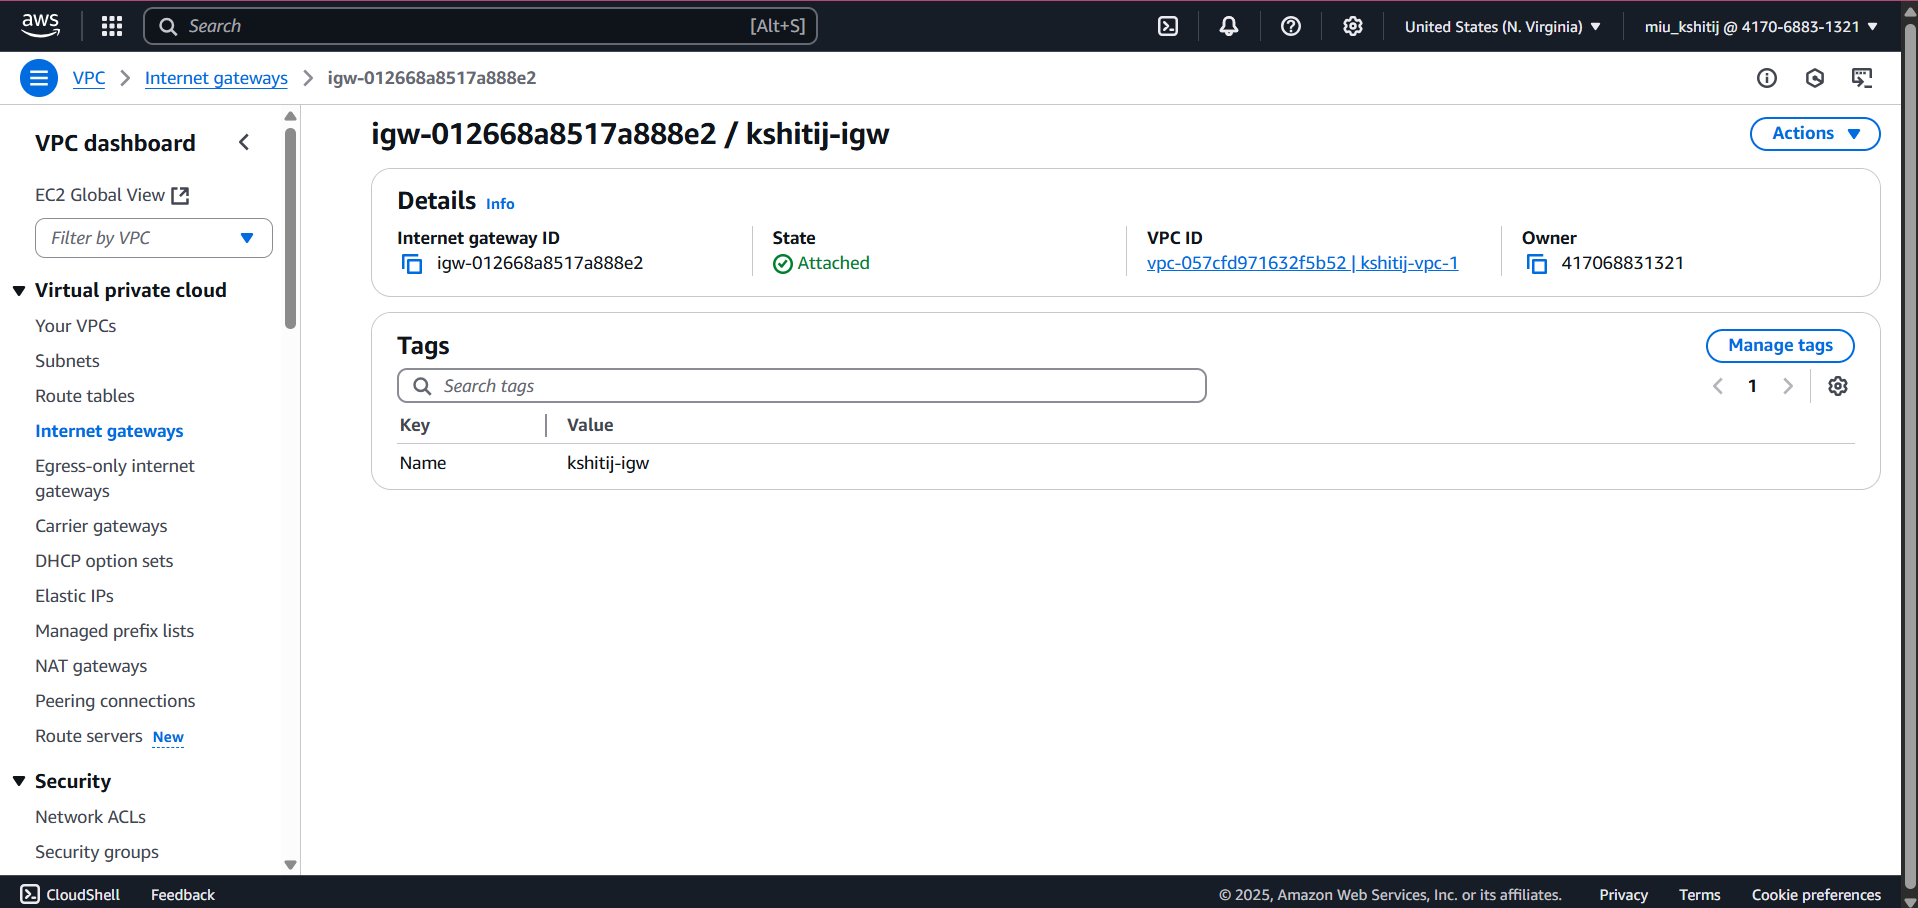 aws
Search [Alt+S]
United States (N. Virginia)
miu_kshitij @ 4170-6883-1321
VPC
Internet gateways
igw-012668a8517a888e2
VPC dashboard
EC2 Global View
Filter by VPC
Virtual private cloud
Your VPCs
Subnets
Route tables
Internet gateways
Egress-only internet
gateways
Carrier gateways
DHCP option sets
Elastic IPs
Managed prefix lists
NAT gateways
Peering connections
Route servers New
Security
Network ACLs
Security groups
igw-012668a8517a888e2 / kshitij-igw
Actions
Details Info
Internet gateway ID
igw-012668a8517a888e2
State
Attached
VPC ID
vpc-057cfd971632f5b52 | kshitij-vpc-1
Owner
417068831321
Tags
Manage tags
Search tags
1
Key Value
Name kshitij-igw
CloudShell
Feedback
© 2025, Amazon Web Services, Inc. or its affiliates.
Privacy
Terms
Cookie preferences